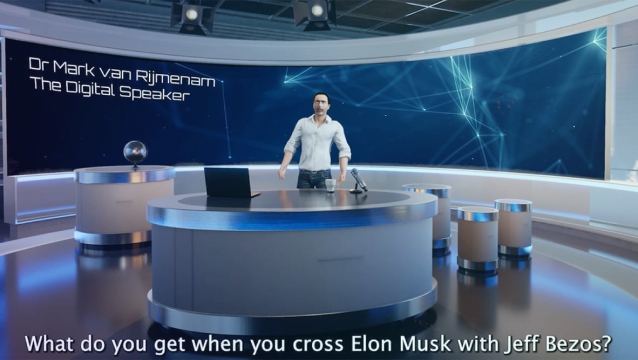 Dr Mark van Rijmenam
The Digital Speaker
What do you get when you cross Elon Musk with Jeff Bezos?